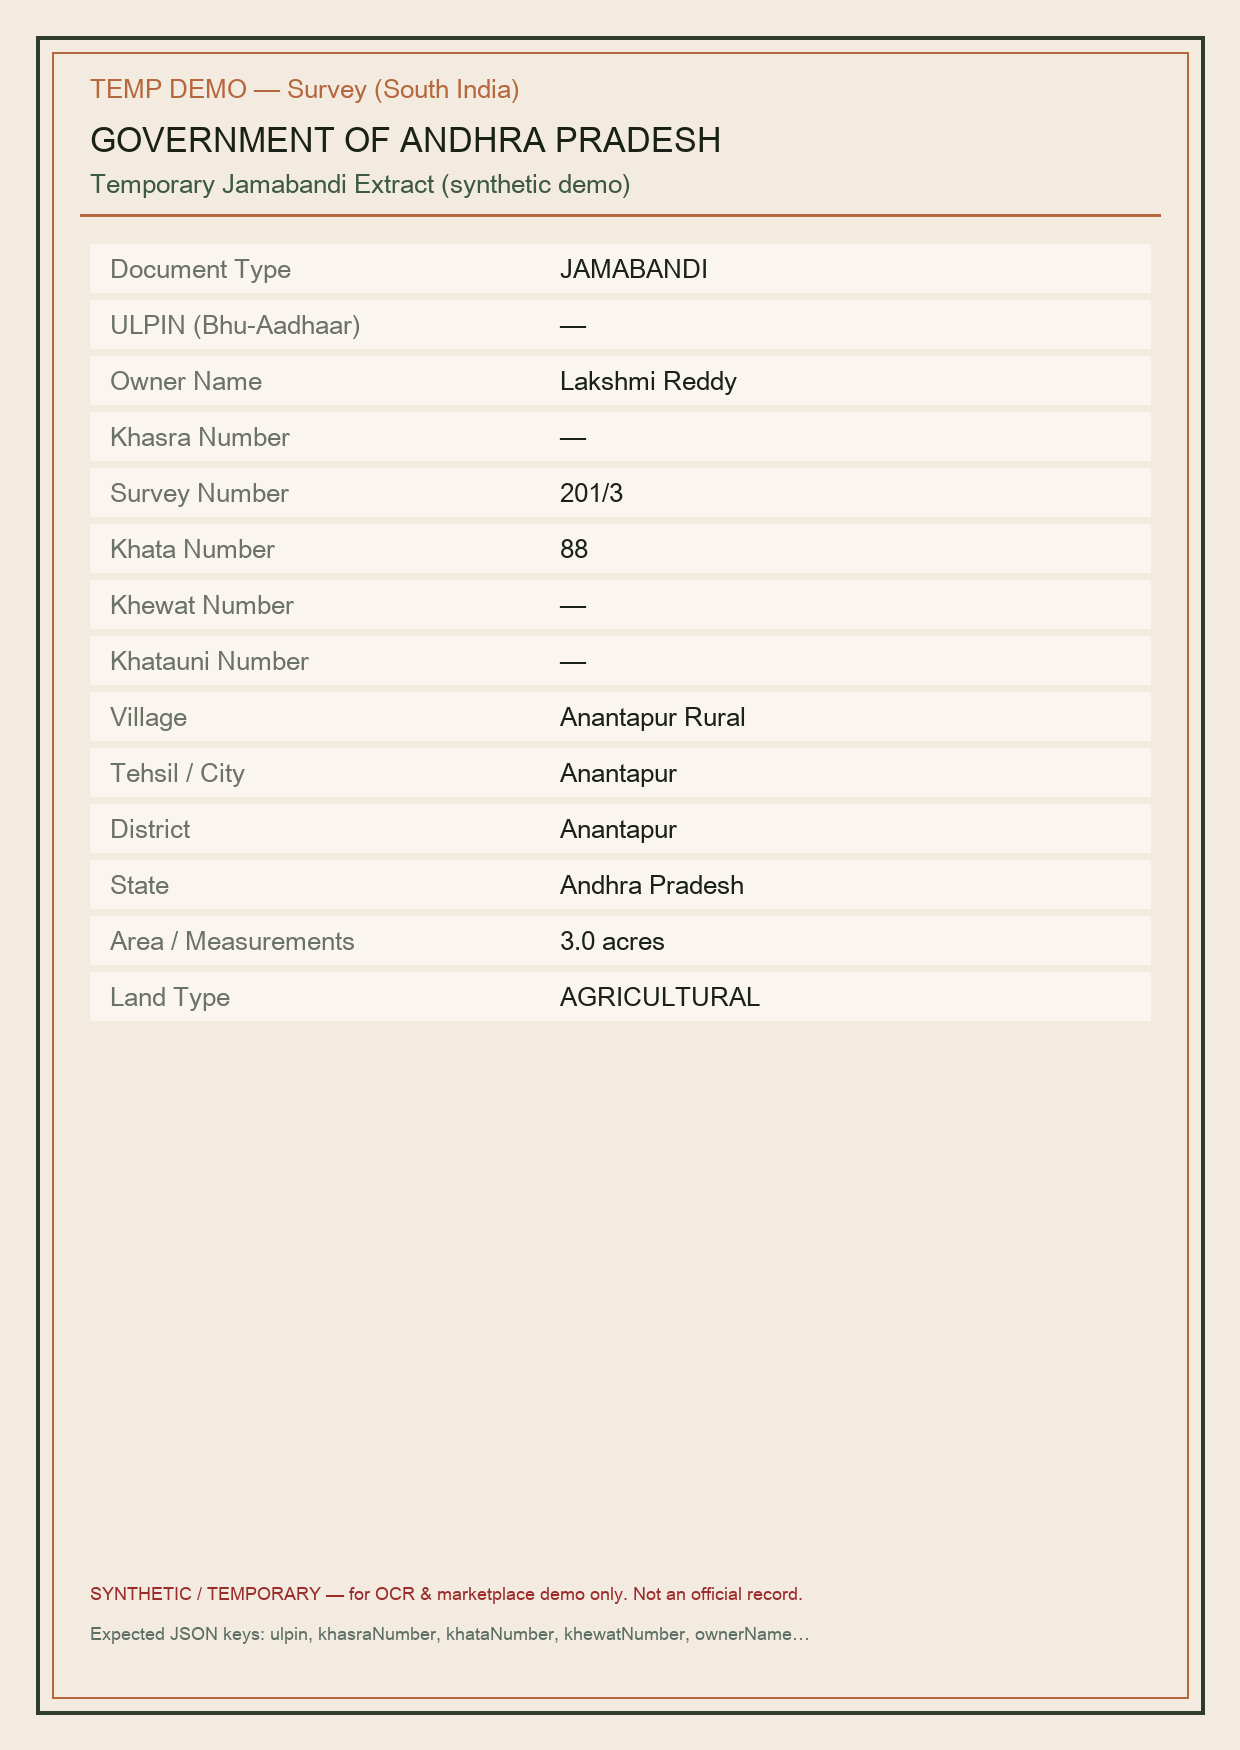 TEMP DEMO — Survey (South India)
GOVERNMENT OF ANDHRA PRADESH
Temporary Jamabandi Extract (synthetic demo)
Document Type JAMABANDI
ULPIN (Bhu-Aadhaar) —
Owner Name Lakshmi Reddy
Khasra Number —
Survey Number 201/3
Khata Number 88
Khewat Number —
Khatauni Number —
Village Anantapur Rural
Tehsil / City Anantapur
District Anantapur
State Andhra Pradesh
Area / Measurements 3.0 acres
Land Type AGRICULTURAL
SYNTHETIC / TEMPORARY — for OCR & marketplace demo only. Not an official record.
Expected JSON keys: ulpin, khasraNumber, khataNumber, khewatNumber, ownerName…